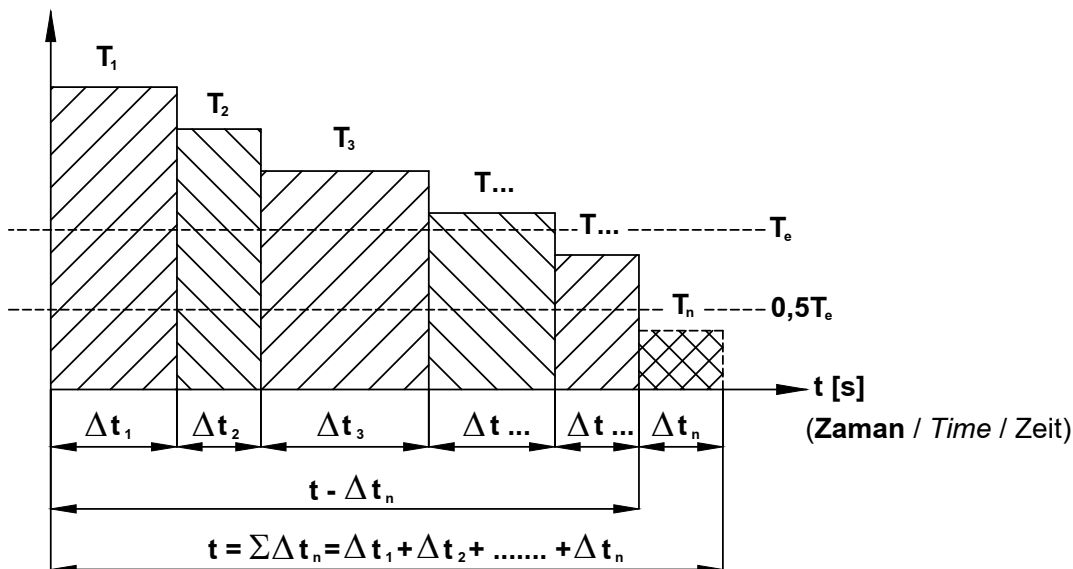 T₁
T₂
T₃
T...
T...
Tₑ
Tₙ
0,5Tₑ
t [s]
(Zaman / Time / Zeit)
Δt₁ Δt₂ Δt₃ Δt... Δt... Δtₙ
t - Δtₙ
t = ΣΔtₙ=Δt₁+Δt₂+ ....... +Δtₙ